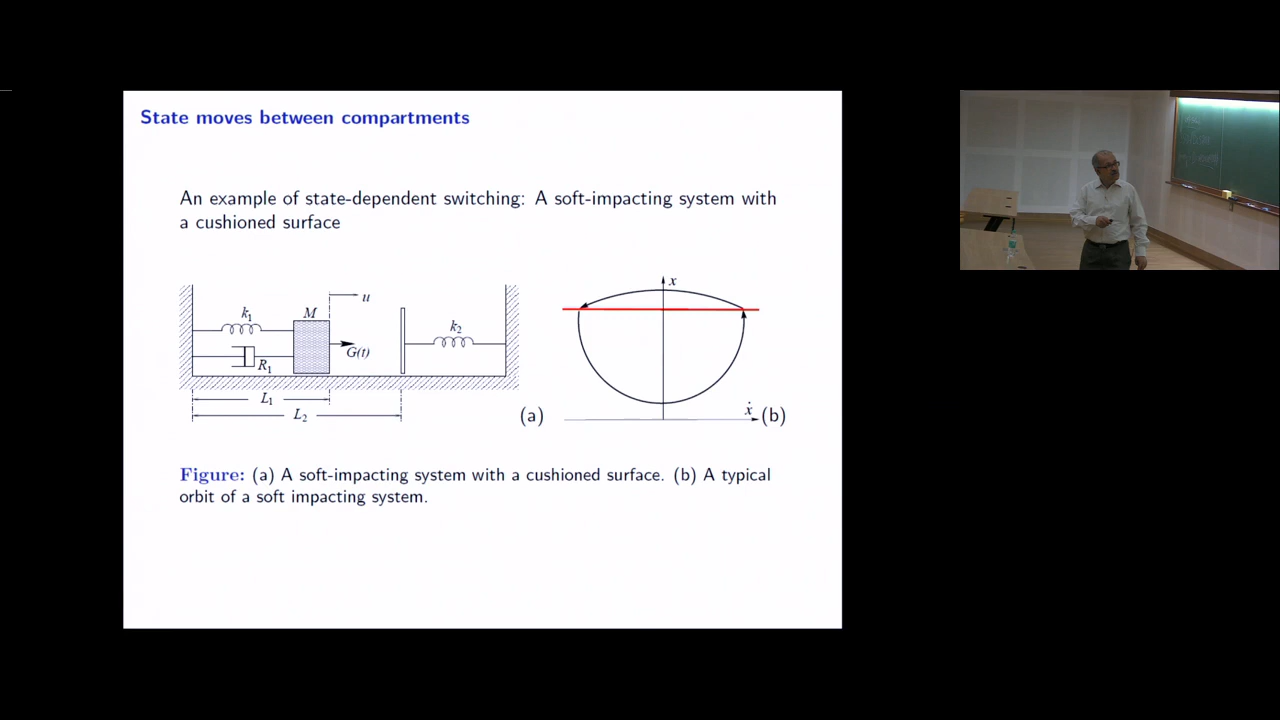 State moves between compartments
An example of state-dependent switching: A soft-impacting system with
a cushioned surface
k1
M
u
G(t)
R1
k2
L1
L2
(a)
x
ẋ
(b)
Figure: (a) A soft-impacting system with a cushioned surface. (b) A typical
orbit of a soft impacting system.